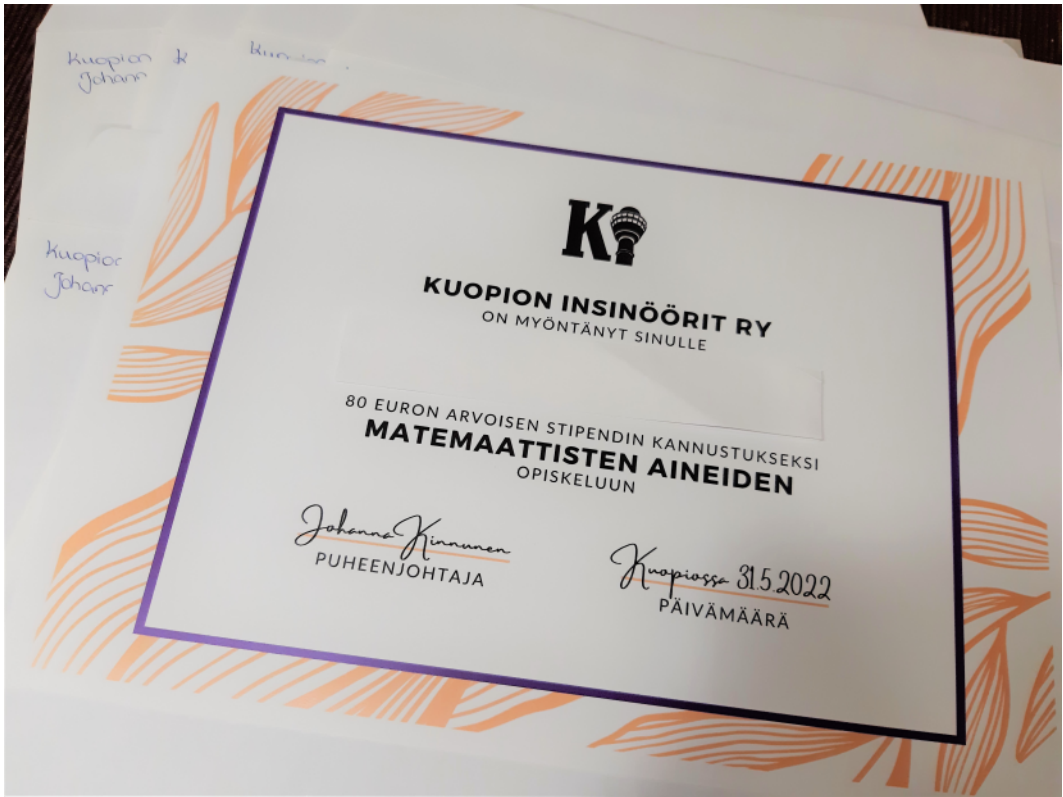 Kuopion
Johann
K
Kuopion
Johann
K
KUOPION INSINÖÖRIT RY
ON MYÖNTÄNYT SINULLE
80 EURON ARVOISEN STIPENDIN KANNUSTUKSEKSI
MATEMAATTISTEN AINEIDEN
OPISKELUUN
Johanna Kinnunen
PUHEENJOHTAJA
Kuopiossa 31.5.2022
PÄIVÄMÄÄRÄ